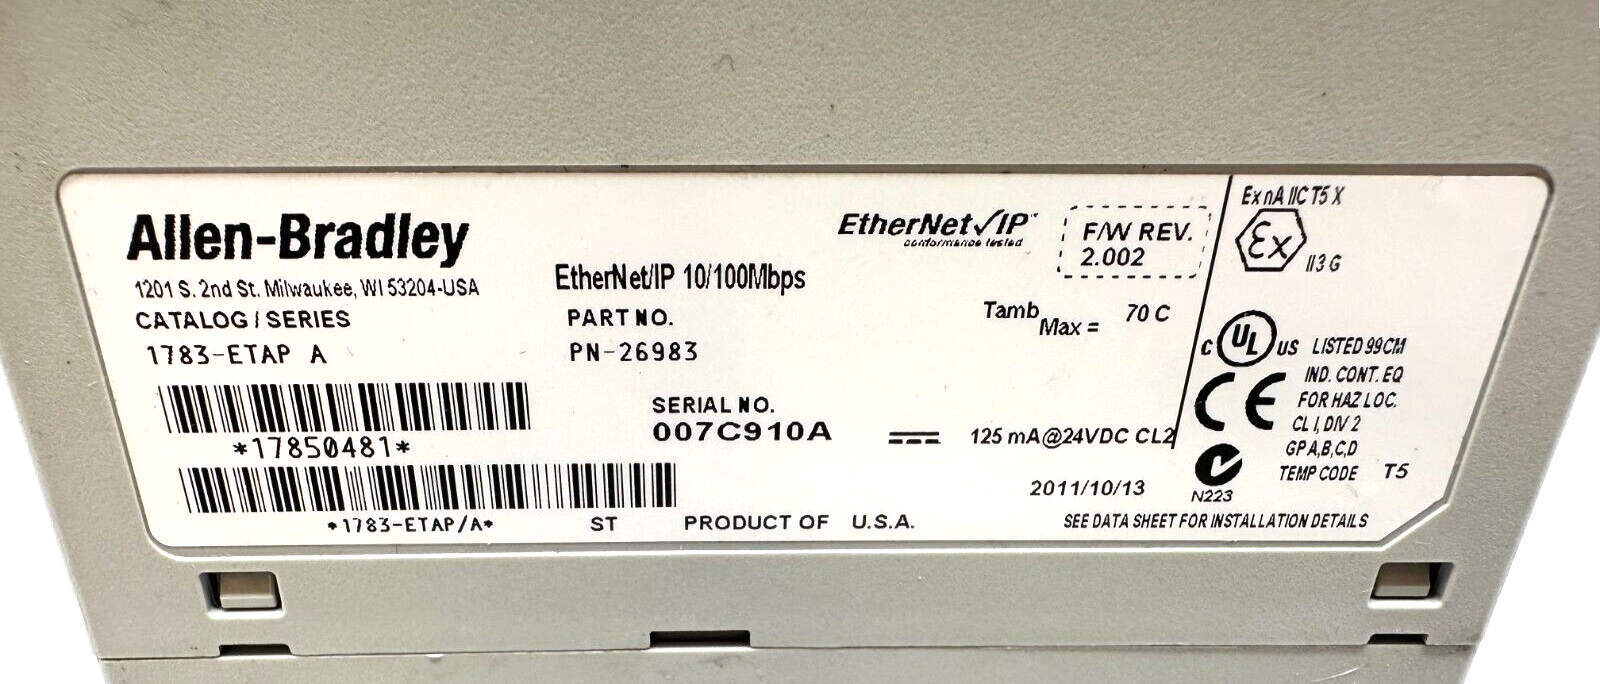 Allen-Bradley
1201 S. 2nd St. Milwaukee, WI 53204-USA
CATALOG / SERIES
1783-ETAP A
*17850481*
*1783-ETAP/A*
EtherNet/IP 10/100Mbps
PART NO.
PN-26983
SERIAL NO.
007C910A
ST PRODUCT OF U.S.A.
EtherNet/IP™
conformance tested
F/W REV.
2.002
Tamb Max = 70 C
125 mA@24VDC CL2
2011/10/13
SEE DATA SHEET FOR INSTALLATION DETAILS
Ex nA IIC T5 X
Ex
II 3 G
C UL US LISTED 99CM
IND. CONT. EQ
FOR HAZ LOC.
CL I, DIV 2
GP A,B,C,D
TEMP CODE T5
CE
N223